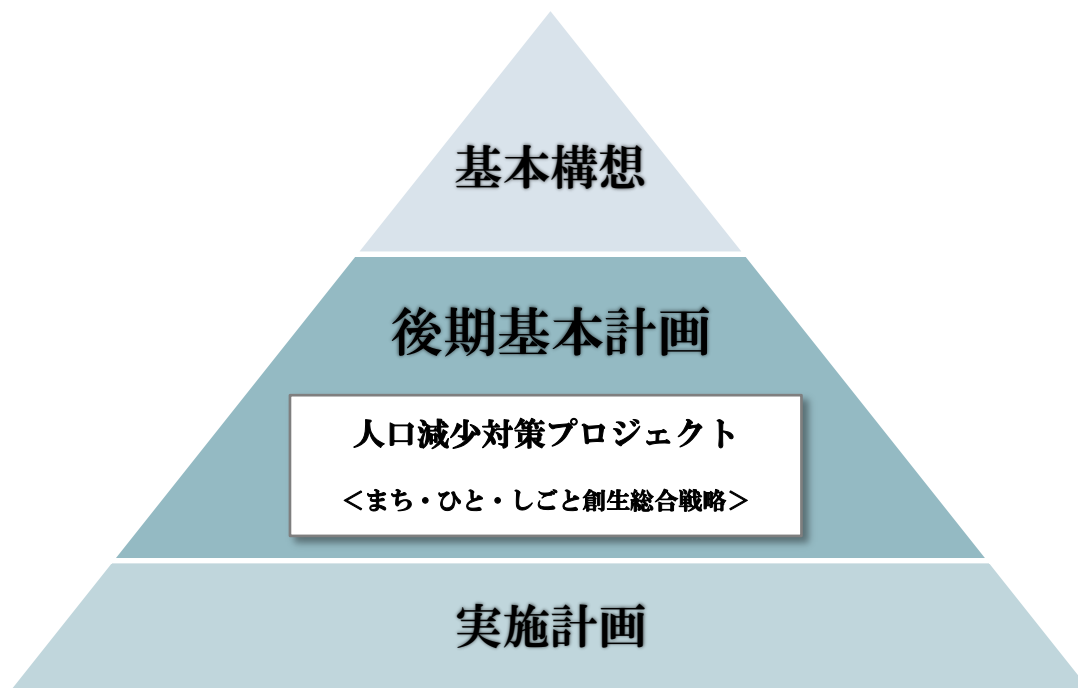 基本構想
後期基本計画
人口減少対策プロジェクト
＜まち・ひと・しごと創生総合戦略＞
実施計画